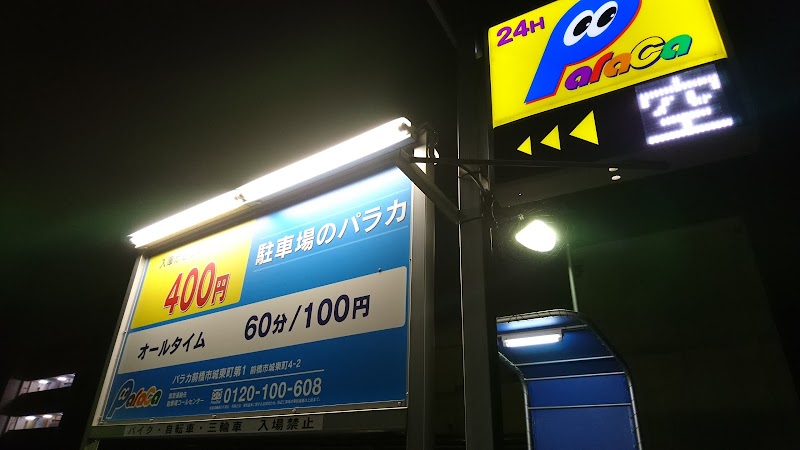 24H
ParaCa
空
駐車場のパラカ
400円
オールタイム 60分/100円
パラカ前橋市城東町第1 前橋市城東町4-2
ParaCa
0120-100-608
バイク・自転車・三輪車 入場禁止